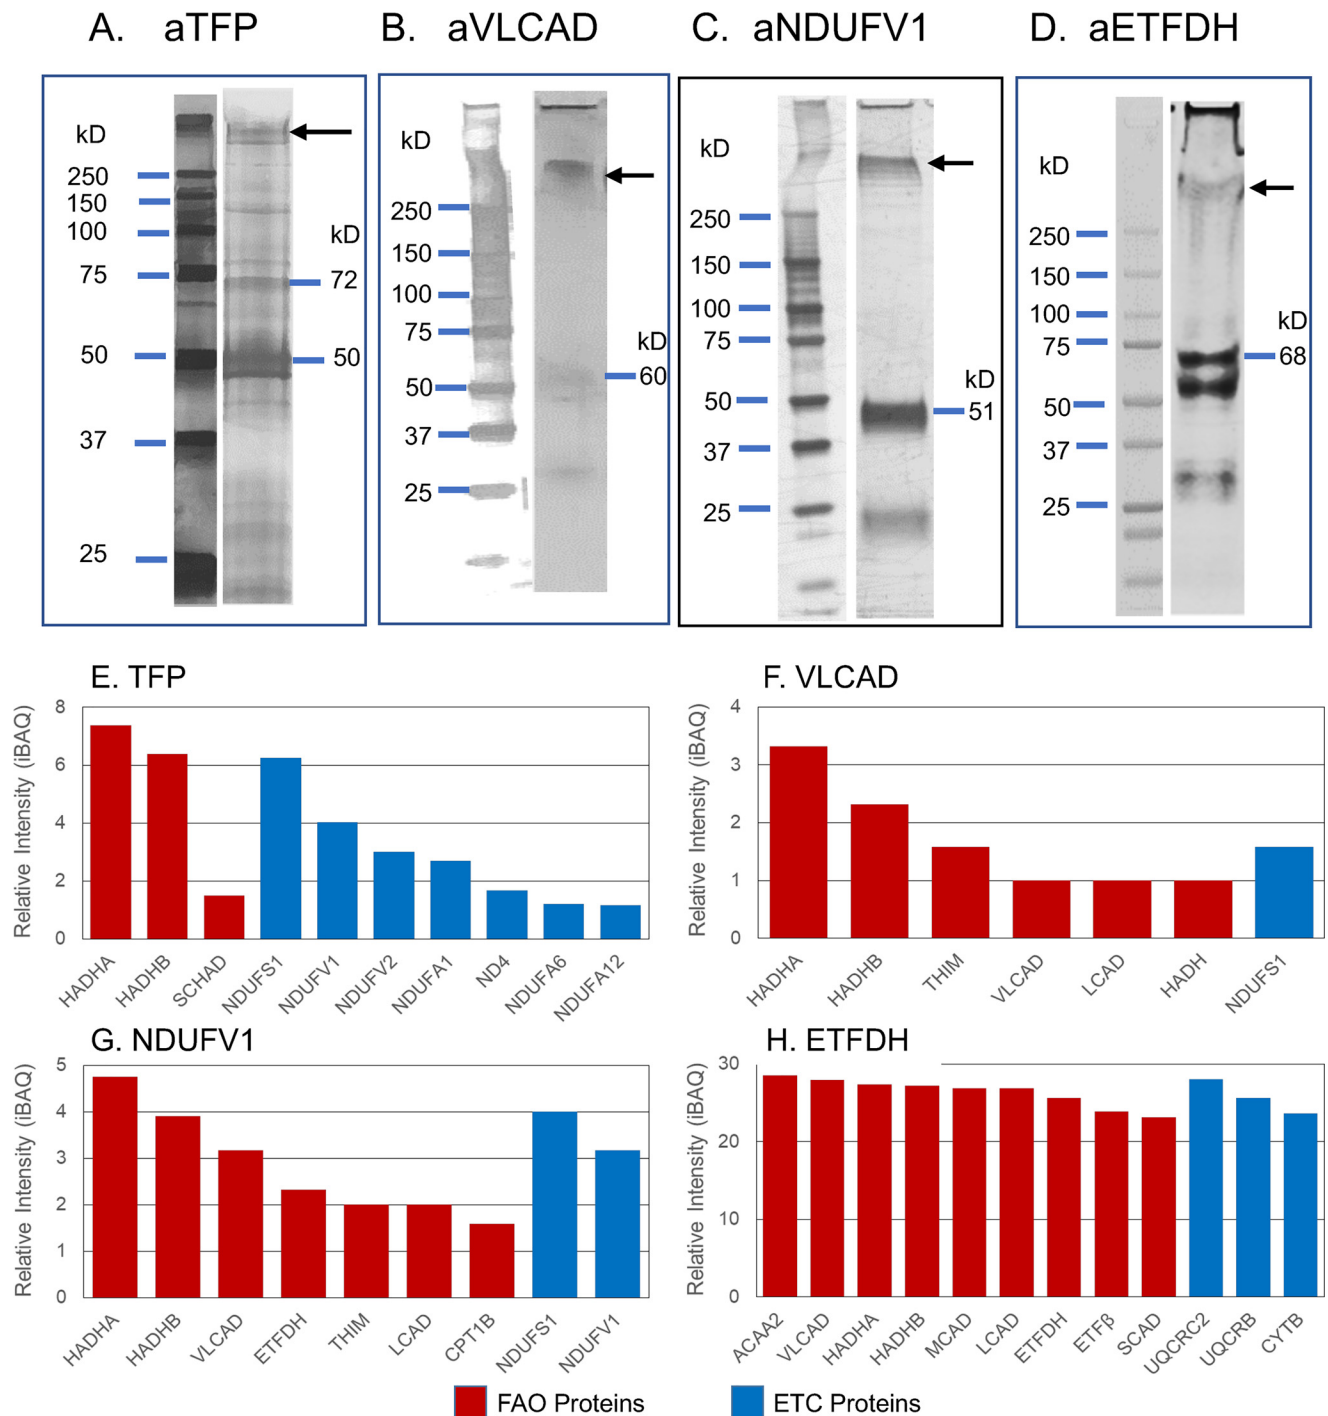 A. aTFP
B. aVLCAD
C. aNDUFV1
D. aETFDH
kD
250
150
100
75
50
37
25
kD
72
50
kD
250
150
100
75
50
37
25
kD
60
kD
250
150
100
75
50
37
25
kD
51
kD
250
150
100
75
50
37
25
kD
68
E. TFP
Relative Intensity (iBAQ)
8
6
4
2
0
HADHA
HADHB
SCHAD
NDUFS1
NDUFV1
NDUFV2
NDUFA1
ND4
NDUFA6
NDUFA12
F. VLCAD
Relative Intensity (iBAQ)
4
3
2
1
0
HADHA
HADHB
THIM
VLCAD
LCAD
HADH
NDUFS1
G. NDUFV1
Relative Intensity (iBAQ)
5
4
3
2
1
0
HADHA
HADHB
VLCAD
ETFDH
THIM
LCAD
CPT1B
NDUFS1
NDUFV1
H. ETFDH
Relative Intensity (iBAQ)
30
20
10
0
ACAA2
VLCAD
HADHA
HADHB
MCAD
LCAD
ETFDH
ETFβ
SCAD
UQCRC2
UQCRB
CYTB
FAO Proteins
ETC Proteins